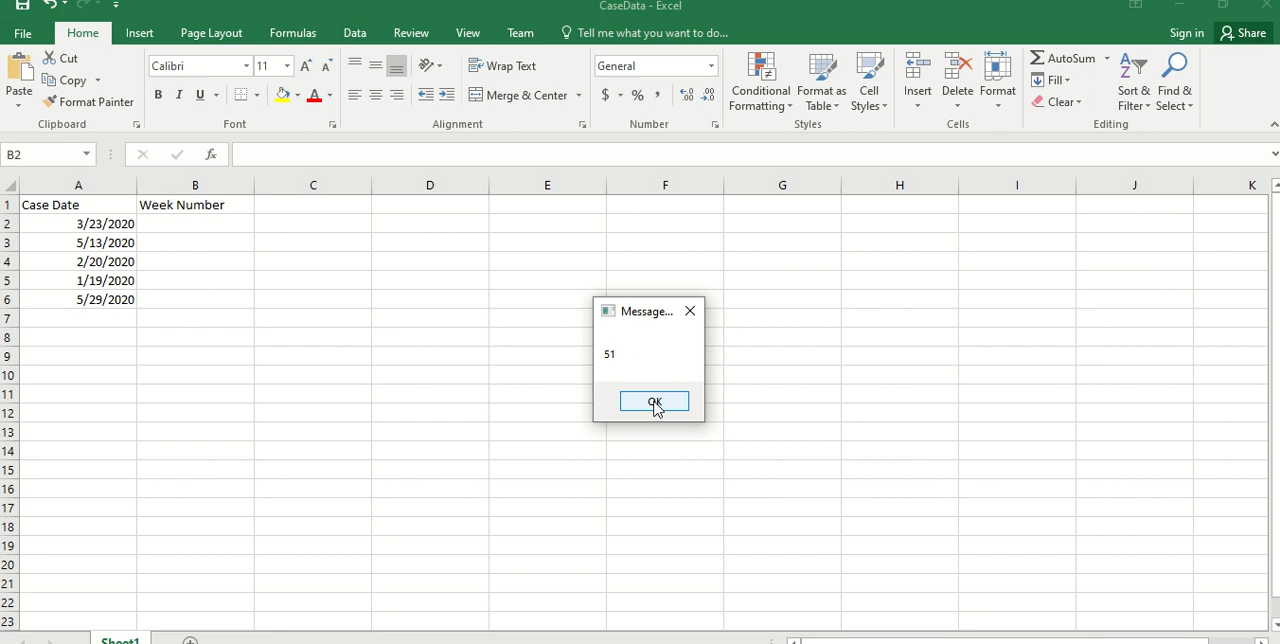 CaseData - Excel
File Home Insert Page Layout Formulas Data Review View Team Tell me what you want to do... Sign in Share
Paste
Cut
Copy
Format Painter
Clipboard
Calibri 11
B I U A
Font
Wrap Text
Merge & Center
Alignment
General
$ % ,
Number
Conditional Formatting
Format as Table
Cell Styles
Styles
Insert Delete Format
Cells
AutoSum
Fill
Clear
Sort & Filter
Find & Select
Editing
B2 fx
A B C D E F G H I J K
1 Case Date Week Number
2 3/23/2020
3 5/13/2020
4 2/20/2020
5 1/19/2020
6 5/29/2020
7
8
9
10
11
12
13
14
15
16
17
18
19
20
21
22
23
Message...
51
OK
Sheet1